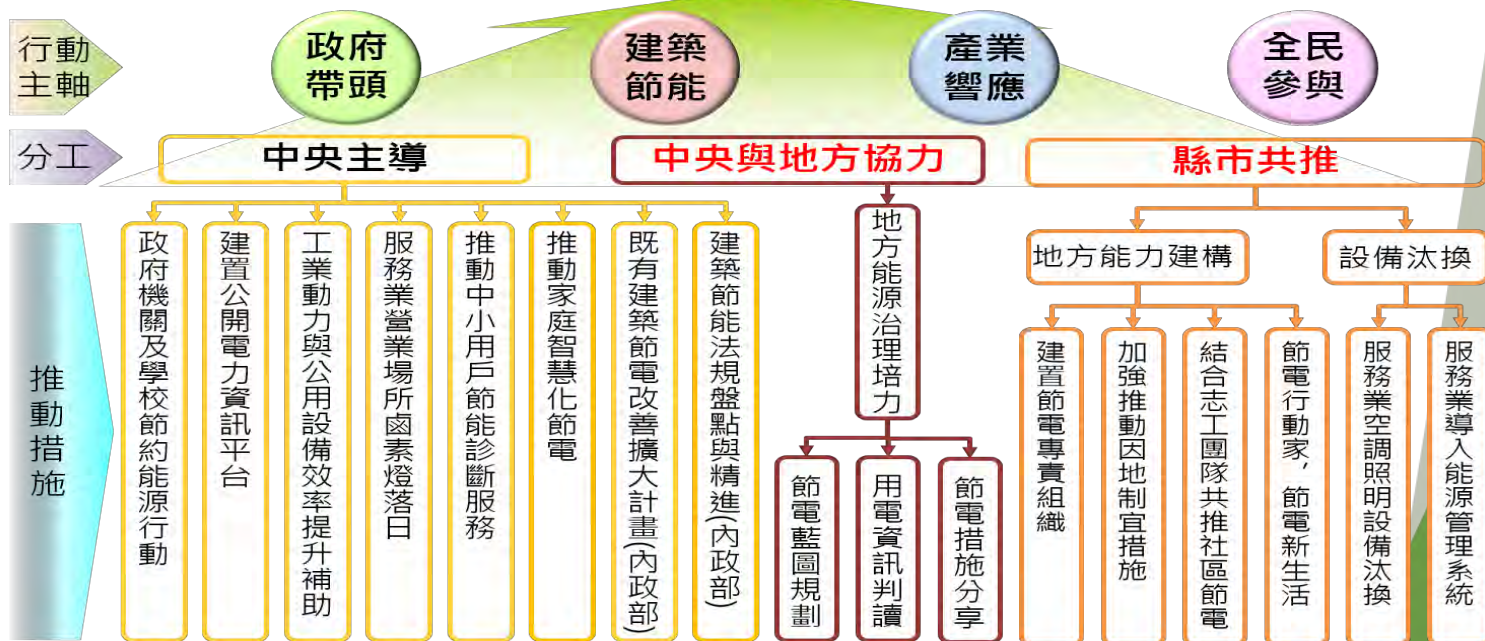 行動
主軸
政府
帶頭
建築
節能
產業
響應
全民
參與
分工
中央主導
中央與地方協力
縣市共推
推動措施
政府機關及學校節約能源行動
建置公開電力資訊平台
工業動力與公用設備效率提升補助
服務業營業場所鹵素燈落日
推動中小用戶節能診斷服務
推動家庭智慧化節電
既有建築節電改善擴大計畫(內政部)
建築節能法規盤點與精進(內政部)
地方能源治理培力
節電藍圖規劃
用電資訊判讀
節電措施分享
地方能力建構
設備汰換
建置節電專責組織
加強推動因地制宜措施
結合志工團隊共推社區節電
節電行動家，節電新生活
服務業空調照明設備汰換
服務業導入能源管理系統